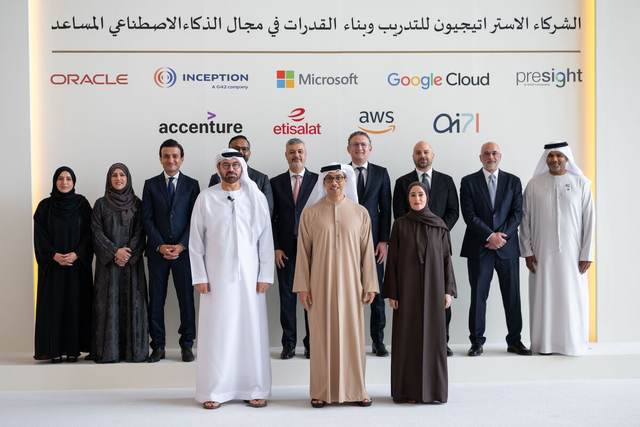 الشركاء الاستراتيجيون للتدريب وبناء القدرات في مجال الذكاء الاصطناعي المساعد
ORACLE INCEPTION Microsoft Google Cloud presight
A G42 company
accenture etisalat aws ai71